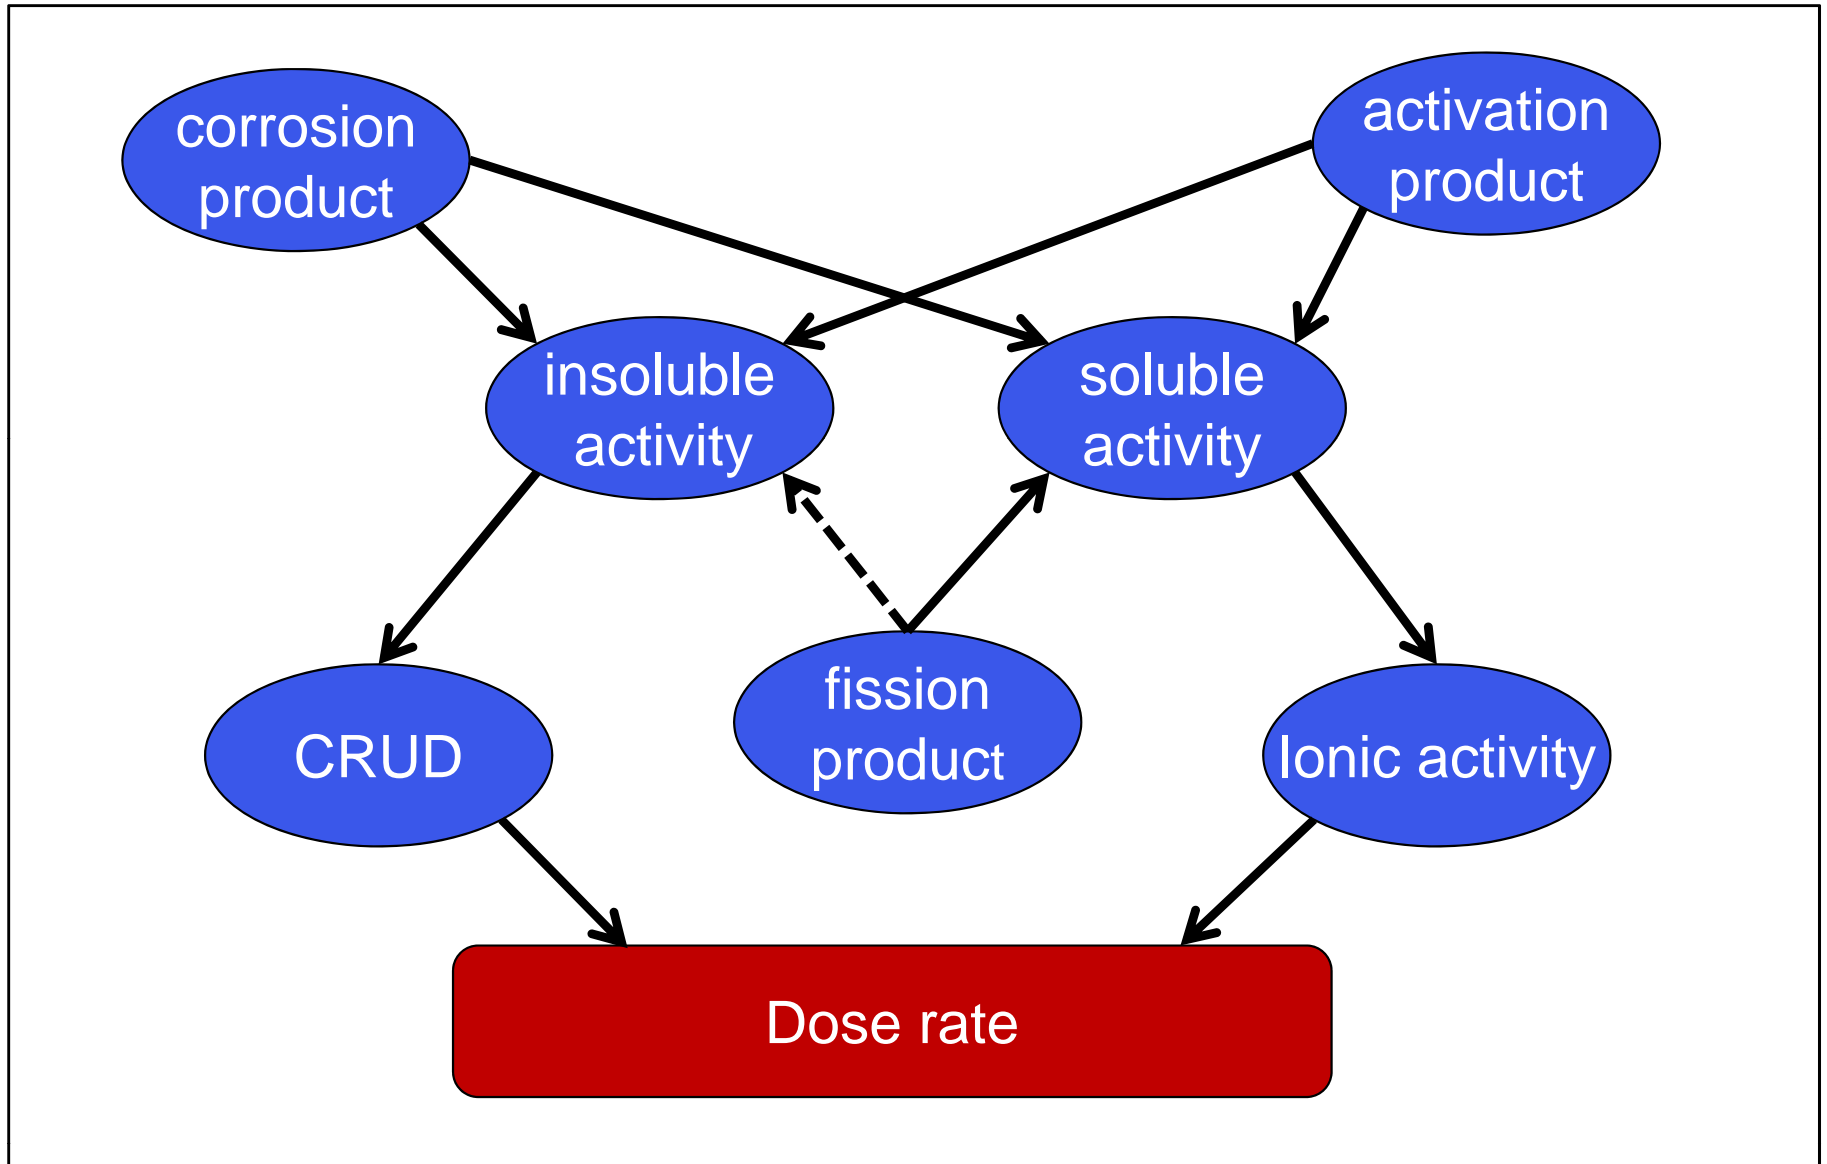 corrosion
product
activation
product
insoluble
activity
soluble
activity
CRUD
fission
product
Ionic activity
Dose rate